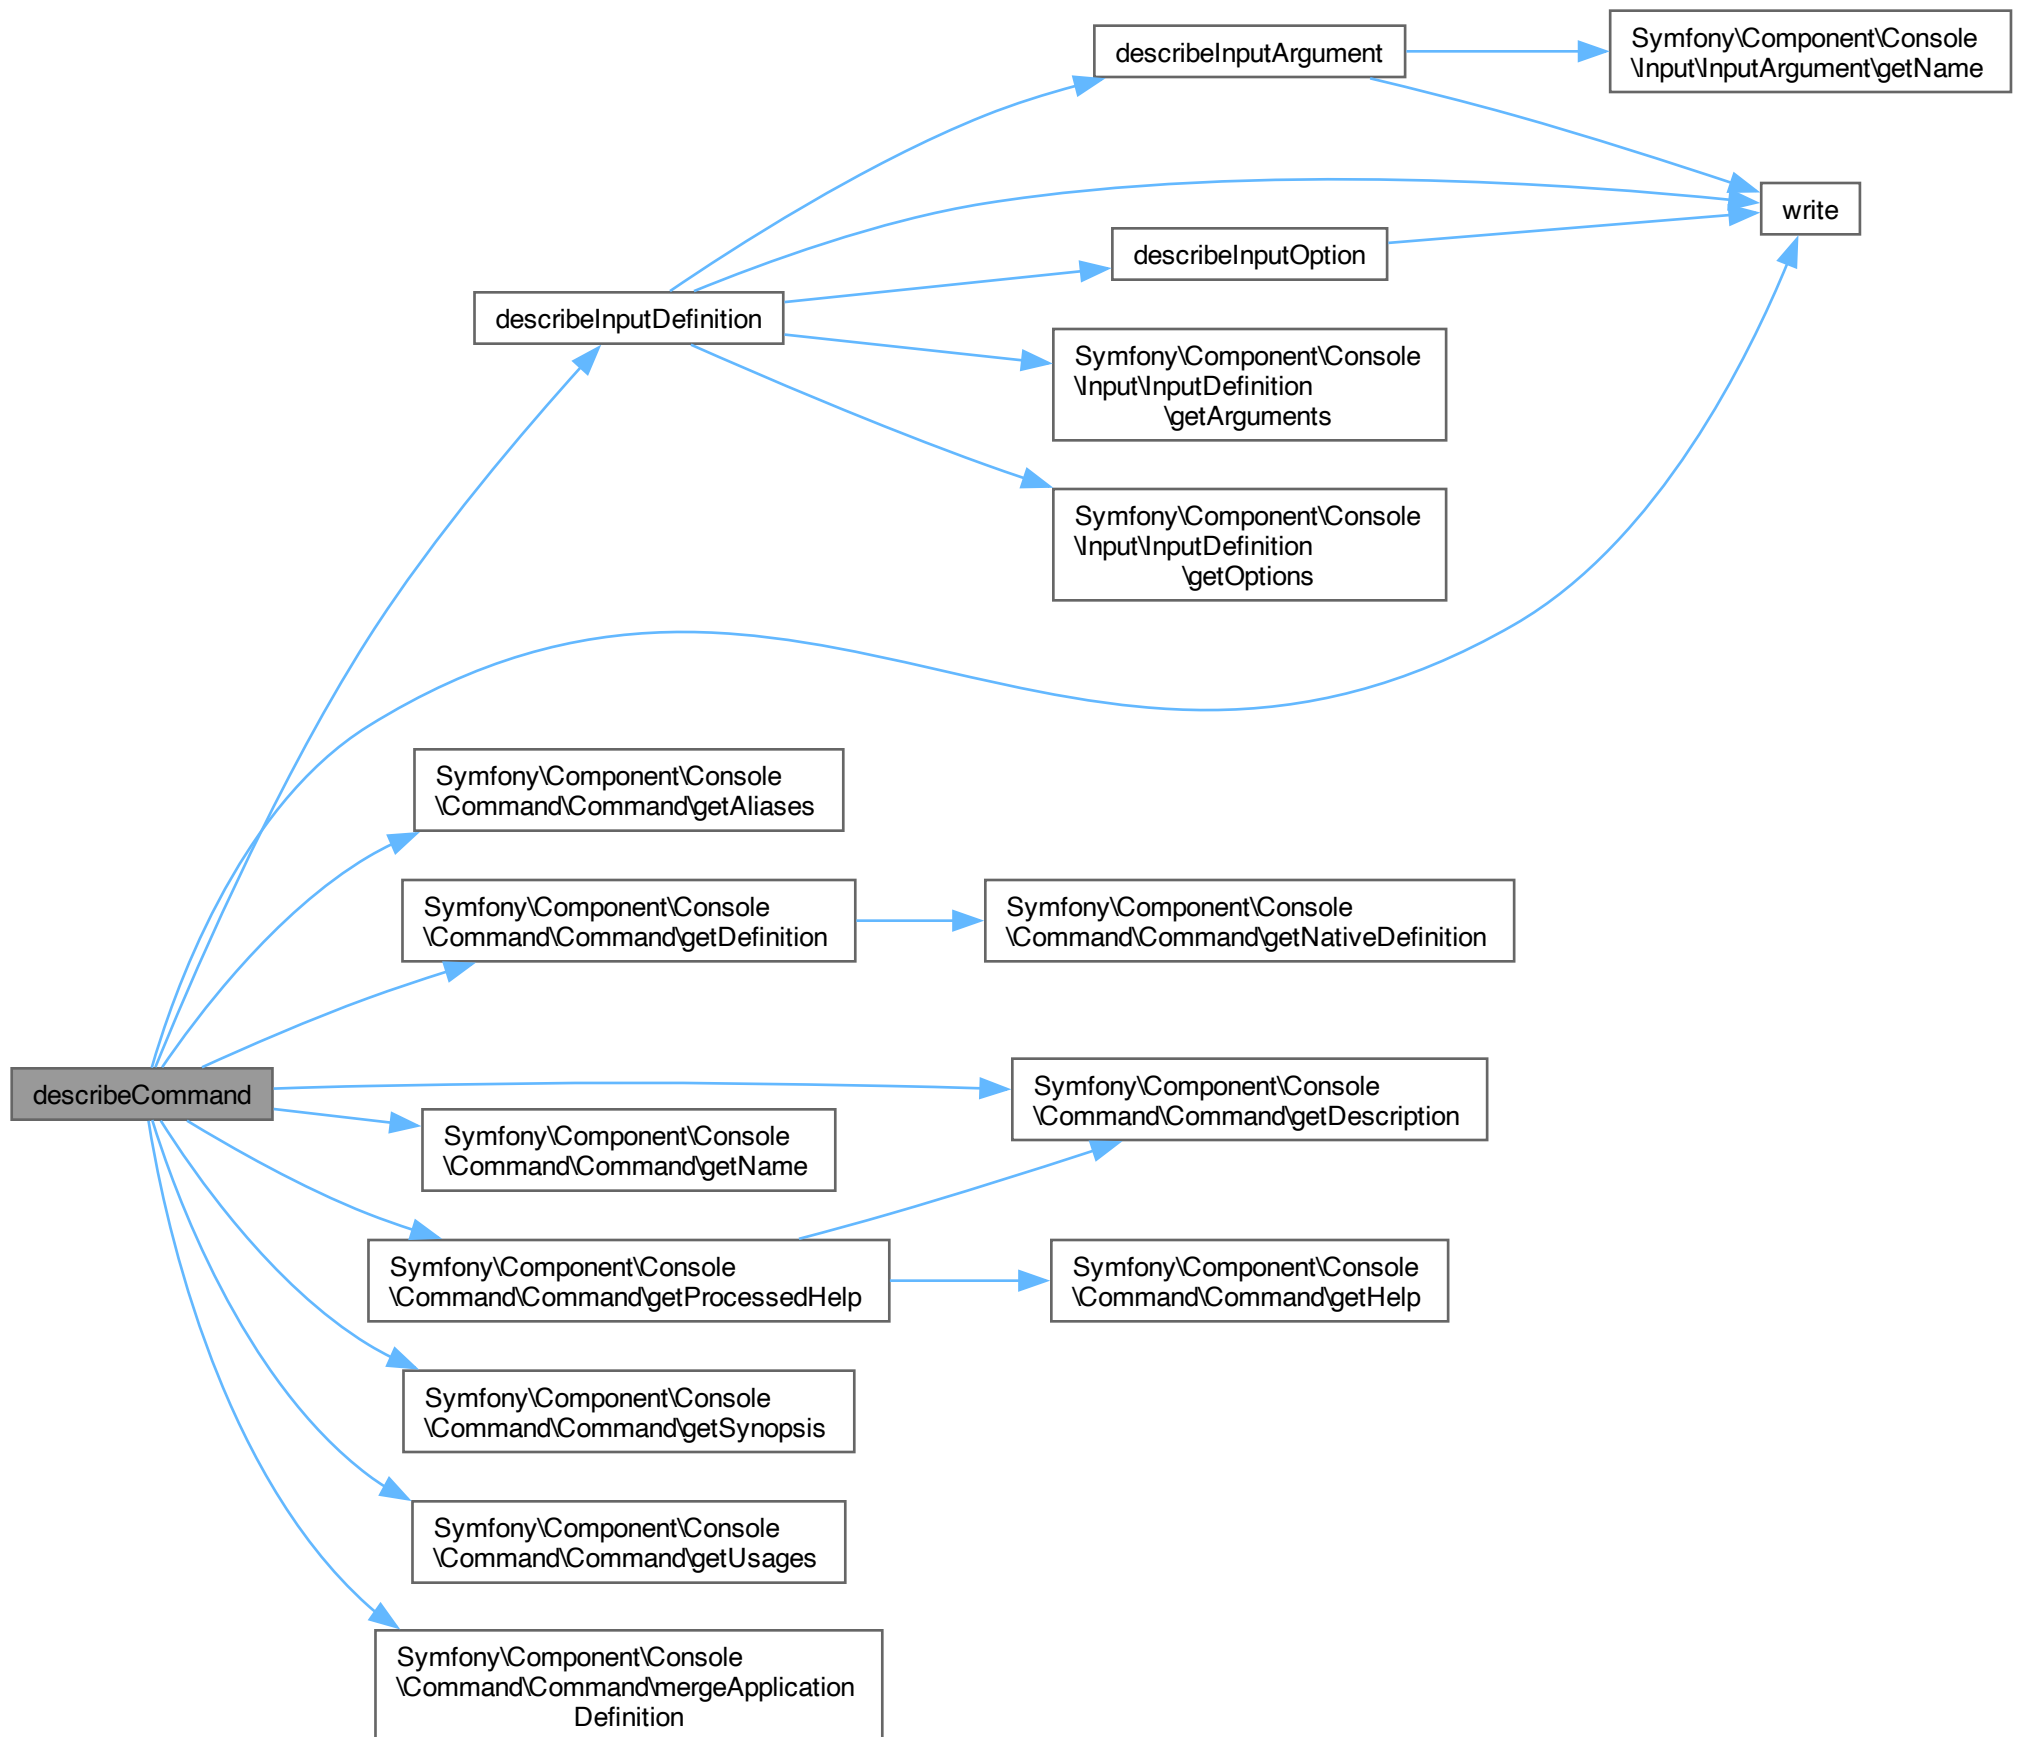 describeInputArgument
Symfony\Component\Console
\Input\InputArgument\getName
write
describeInputOption
describeInputDefinition
Symfony\Component\Console
\Input\InputDefinition
\getArguments
Symfony\Component\Console
\Input\InputDefinition
\getOptions
Symfony\Component\Console
\Command\Command\getAliases
Symfony\Component\Console
\Command\Command\getDefinition
Symfony\Component\Console
\Command\Command\getNativeDefinition
describeCommand
Symfony\Component\Console
\Command\Command\getDescription
Symfony\Component\Console
\Command\Command\getName
Symfony\Component\Console
\Command\Command\getProcessedHelp
Symfony\Component\Console
\Command\Command\getHelp
Symfony\Component\Console
\Command\Command\getSynopsis
Symfony\Component\Console
\Command\Command\getUsages
Symfony\Component\Console
\Command\Command\mergeApplication
Definition